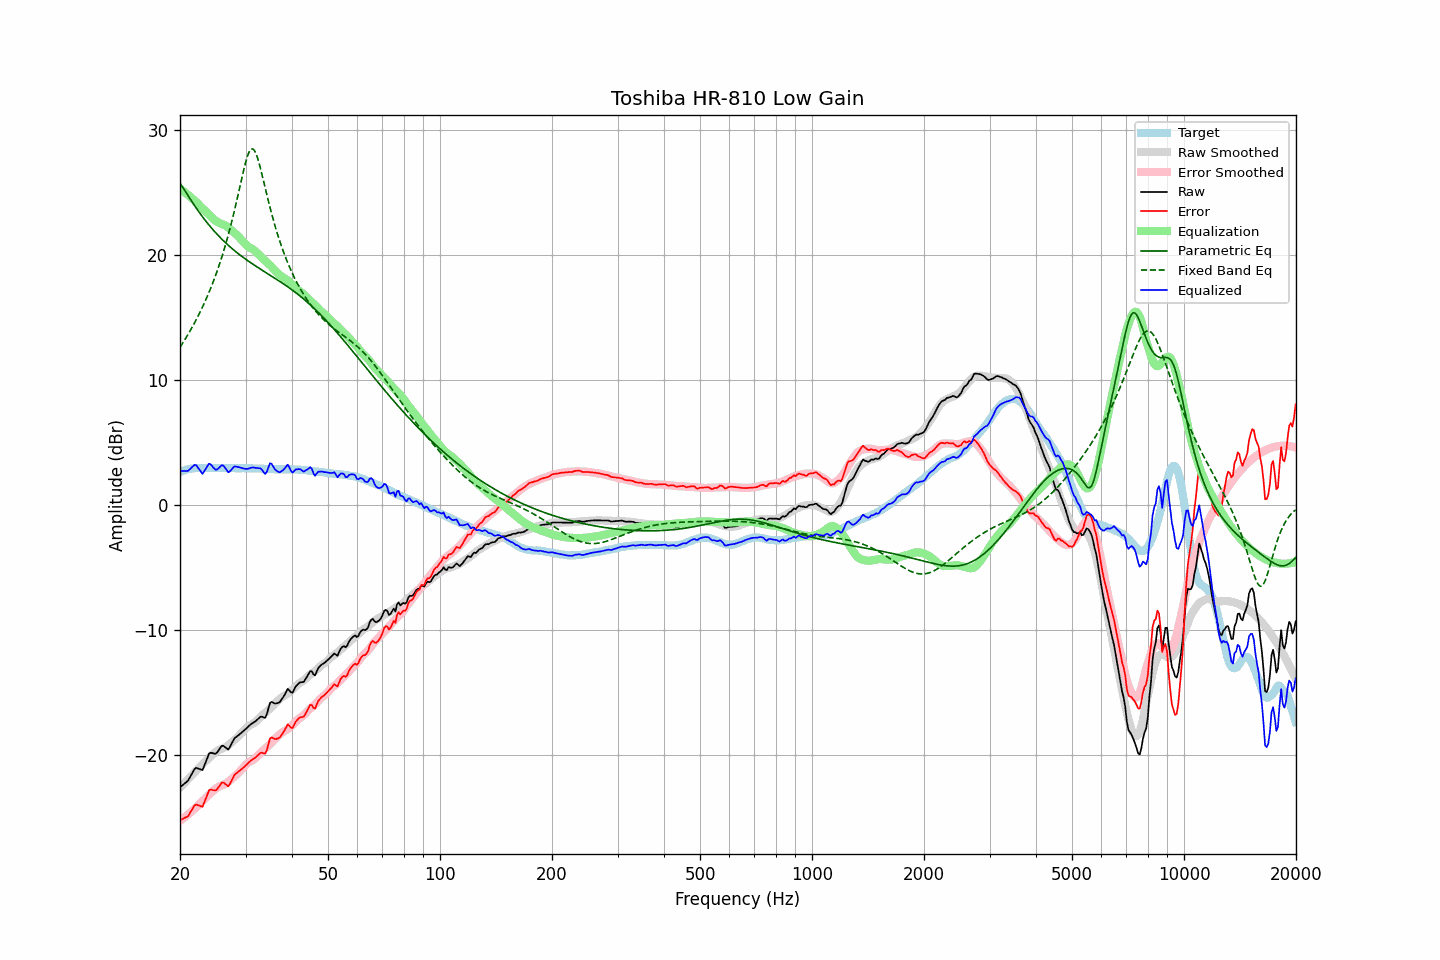 Toshiba HR-810 Low Gain
30
20
10
0
−10
−20
Amplitude (dBr)
20
50
100
200
500
1000
2000
5000
10000
20000
Frequency (Hz)
Target
Raw Smoothed
Error Smoothed
Raw
Error
Equalization
Parametric Eq
Fixed Band Eq
Equalized